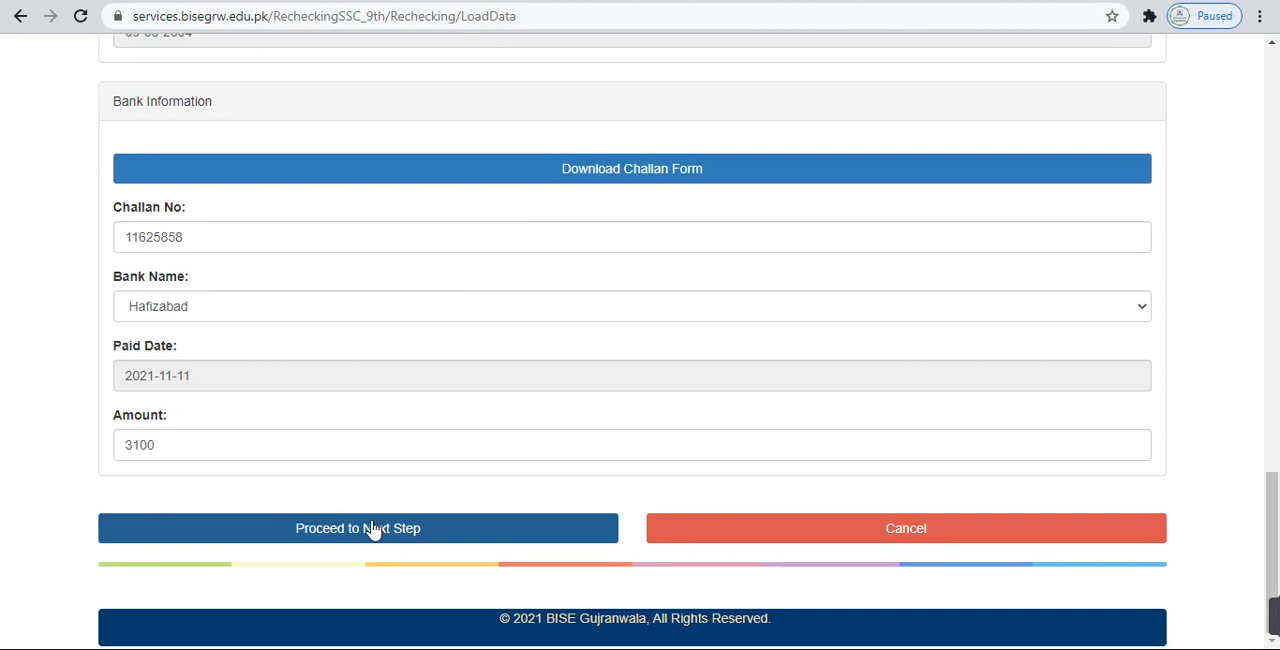 services.bisegrw.edu.pk/RecheckingSSC_9th/Rechecking/LoadData
Paused
Bank Information
Download Challan Form
Challan No:
11625858
Bank Name:
Hafizabad
Paid Date:
2021-11-11
Amount:
3100
Proceed to Next Step
Cancel
© 2021 BISE Gujranwala, All Rights Reserved.